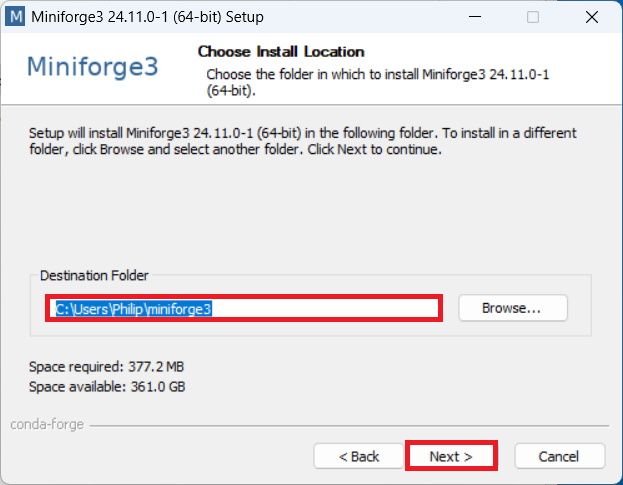 Miniforge3 24.11.0-1 (64-bit) Setup
Miniforge3
Choose Install Location
Choose the folder in which to install Miniforge3 24.11.0-1
(64-bit).
Setup will install Miniforge3 24.11.0-1 (64-bit) in the following folder. To install in a different
folder, click Browse and select another folder. Click Next to continue.
Destination Folder
C:\Users\Philip\miniforge3
Browse...
Space required: 377.2 MB
Space available: 361.0 GB
conda-forge
< Back
Next >
Cancel